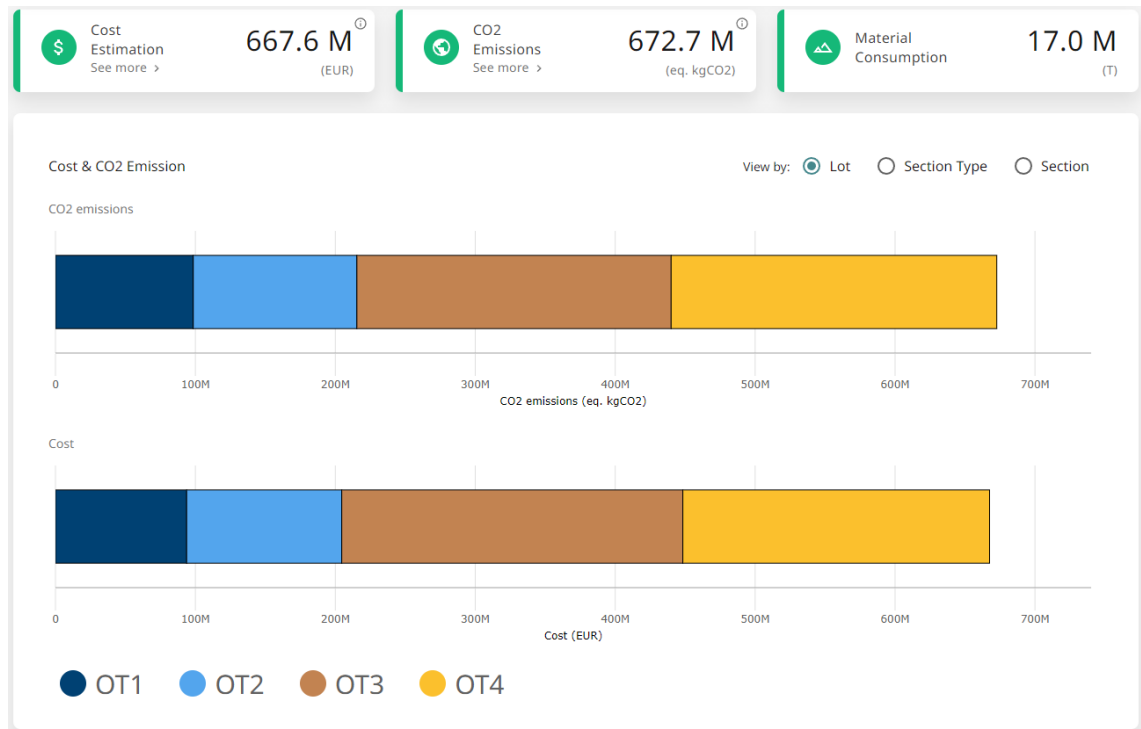 Cost
Estimation
See more >
667.6 M
(EUR)
CO2
Emissions
See more >
672.7 M
(eq. kgCO2)
Material
Consumption
17.0 M
(T)
Cost & CO2 Emission
View by: Lot Section Type Section
CO2 emissions
0 100M 200M 300M 400M 500M 600M 700M
CO2 emissions (eq. kgCO2)
Cost
0 100M 200M 300M 400M 500M 600M 700M
Cost (EUR)
OT1 OT2 OT3 OT4